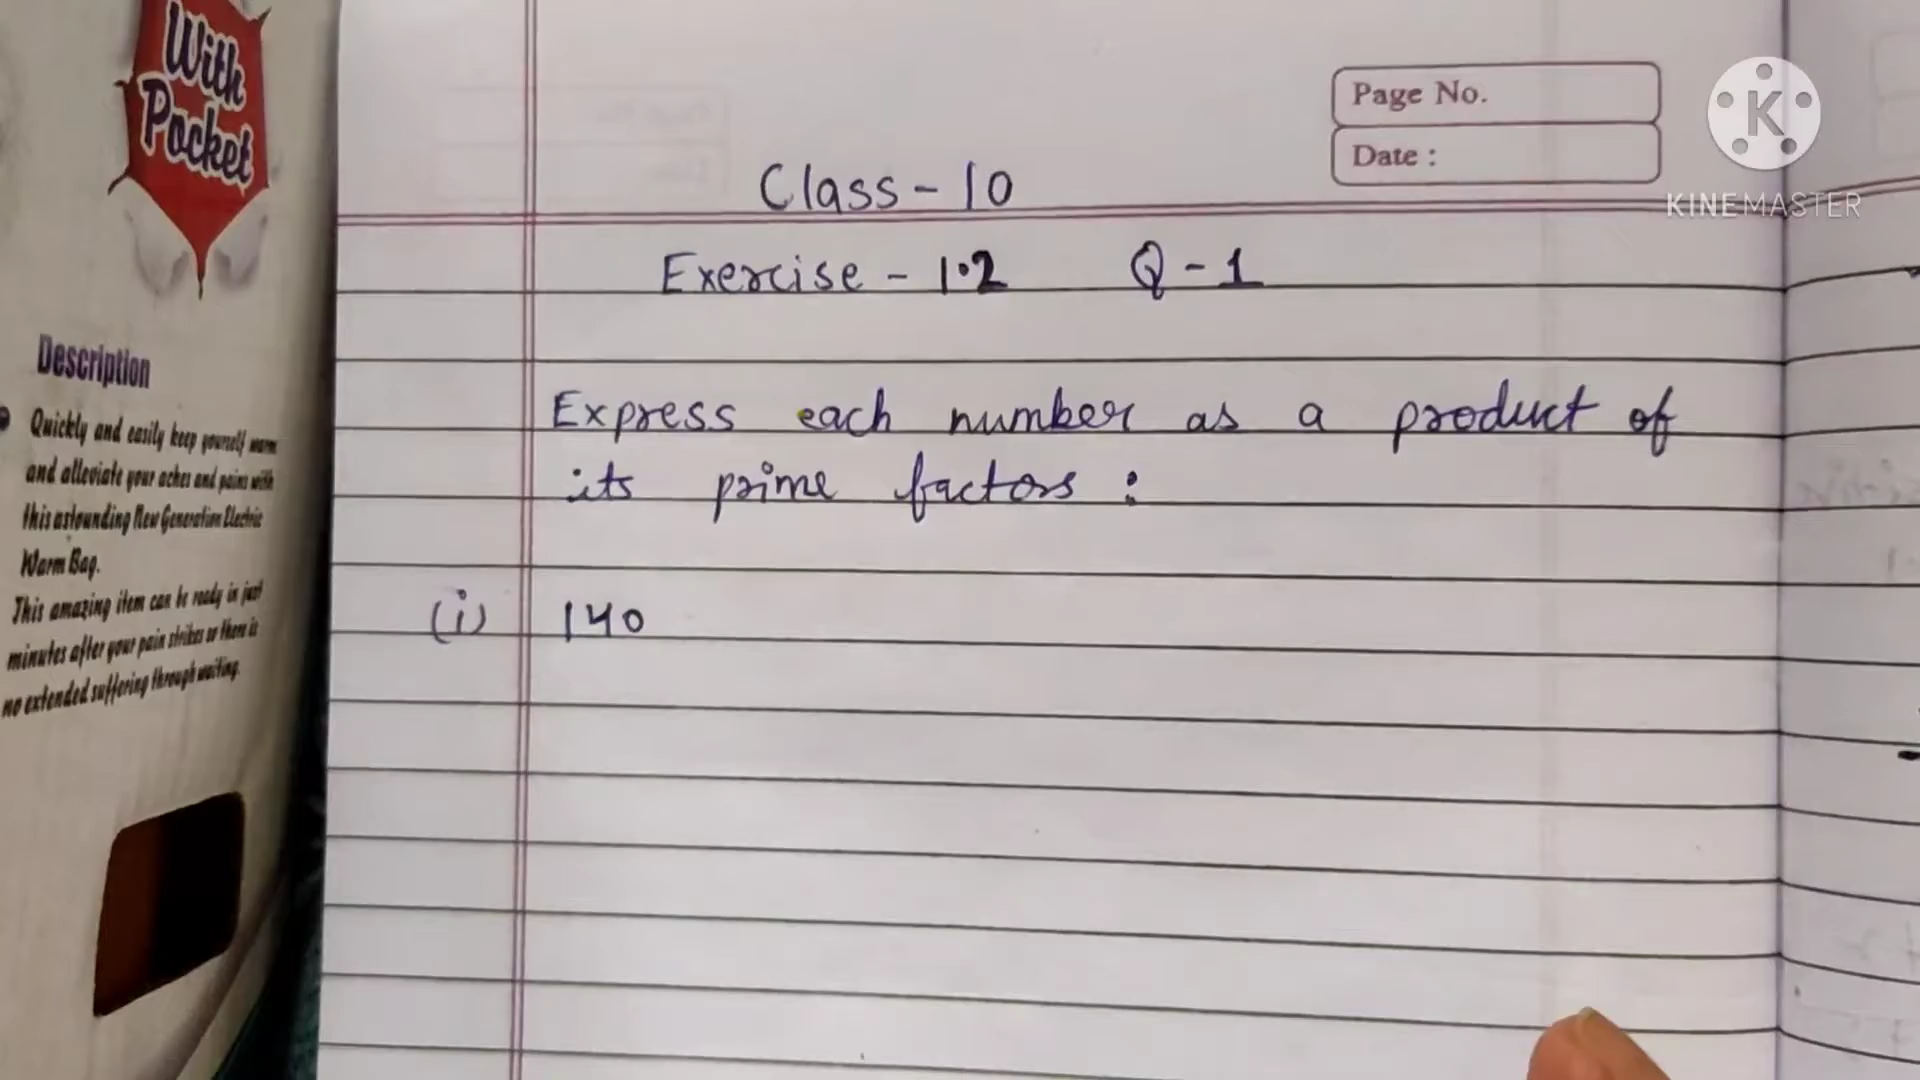 With
Pocket
Description
Quickly and easily keep yourself warm
and alleviate your aches and pains with
this astounding New Generation Electric
Warm Bag.
This amazing item can be ready in just
minutes after your pain strikes so there is
no extended suffering through waiting.
Page No.
Date :
KINEMASTER
Class - 10
Exercise - 1.2 Q - 1
Express each number as a product of
its prime factors :
(i) 140